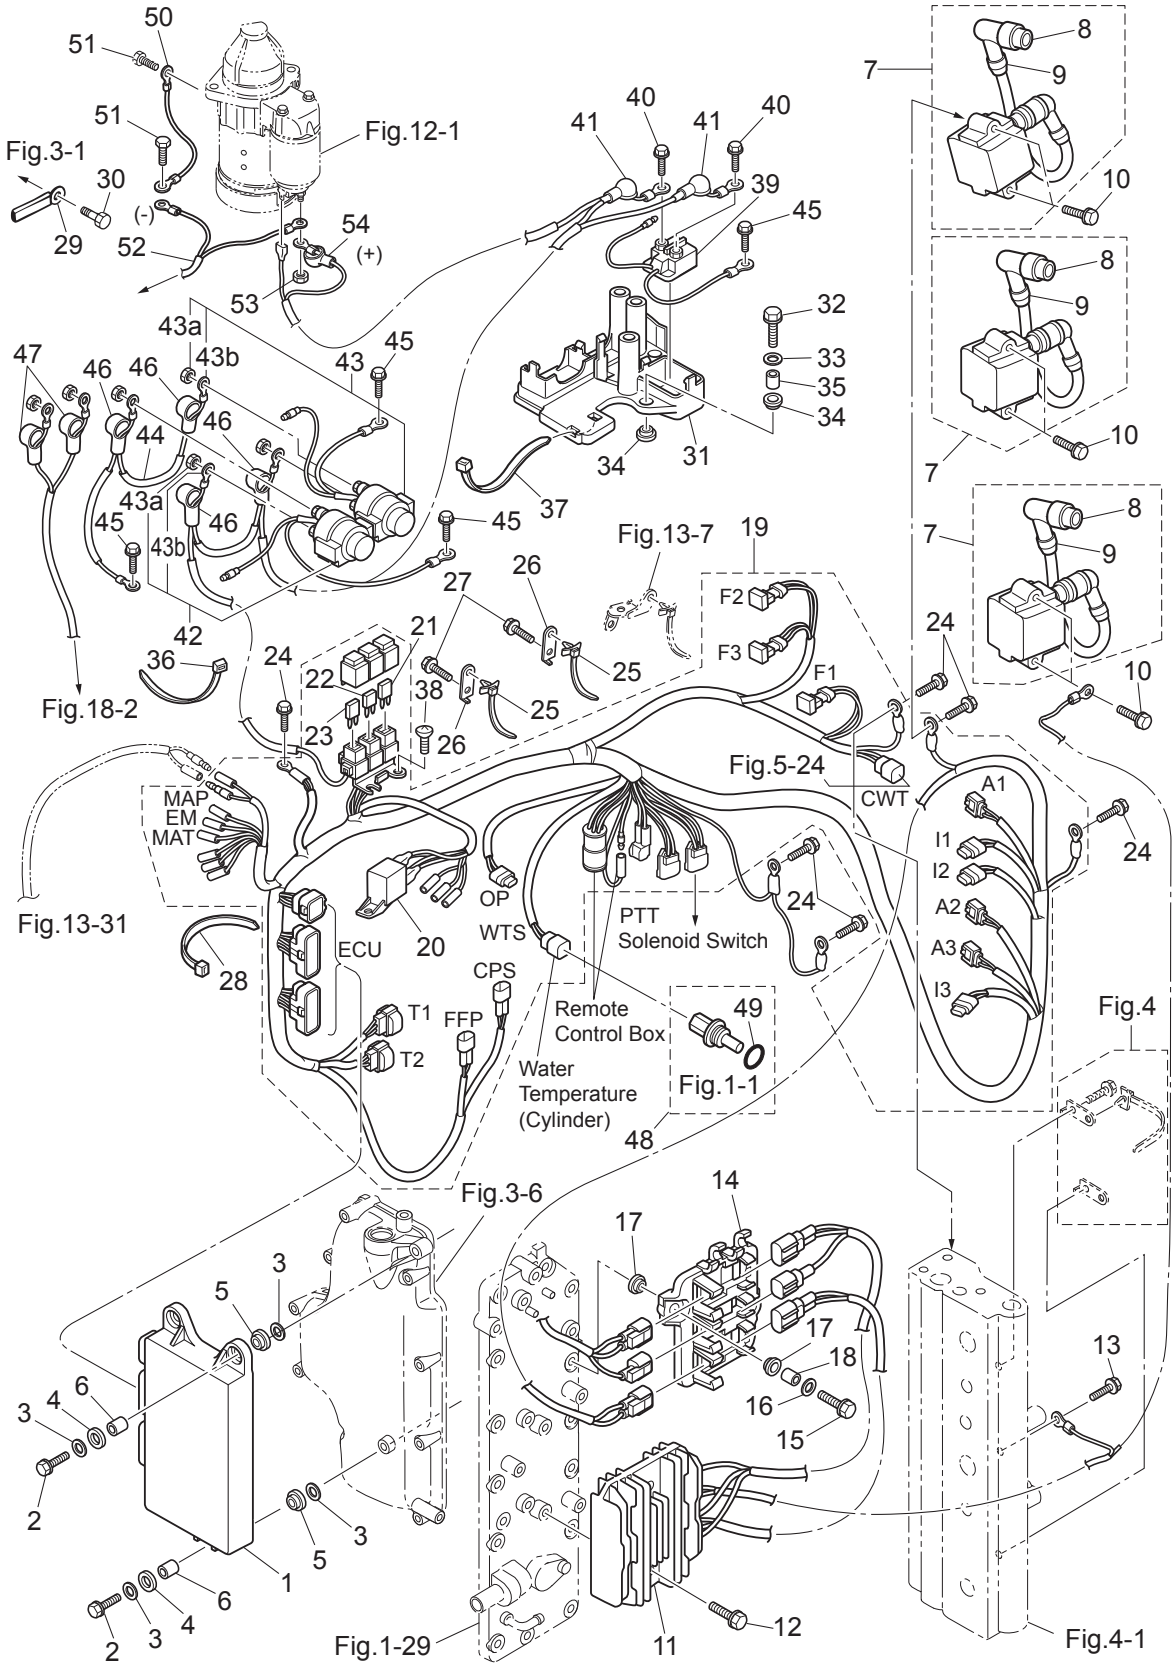 50
51
8
7
9
40
40
41
41
51
Fig.12-1
Fig.3-1
30
39
45
10
(-)
54
29
(+)
8
52
53
32
9
43a
43b
43
45
33
47
46
46
35
34
46
44
34
31
10
7
43a
46
37
8
45
43b
45
19
7
Fig.13-7
9
26
27
F2
42
21
24
24
F3
36
22
25
F1
38
10
Fig.18-2
23
26
25
Fig.5-24
CWT
MAP
A1
EM
MAT
I1
24
I2
OP
24
Fig.13-31
PTT
A2
20
WTS
Solenoid Switch
ECU
28
CPS
A3
I3
T1
Remote
Control Box
49
Fig.4
FFP
T2
Water
Temperature
(Cylinder)
Fig.1-1
48
Fig.3-6
14
17
3
5
17
13
18
6
4
3
16
15
2
3
5
1
6
4
3
2
12
11
Fig.1-29
Fig.4-1